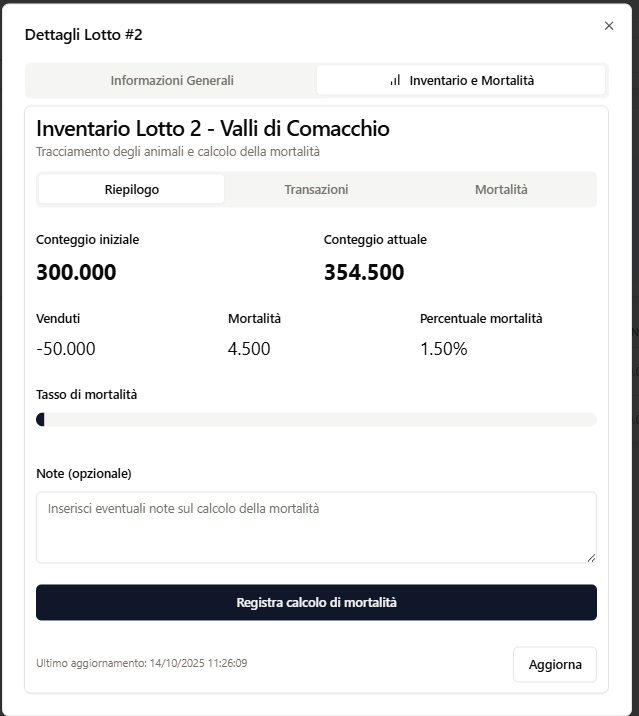 Dettagli Lotto #2
Informazioni Generali
Inventario e Mortalità
Inventario Lotto 2 - Valli di Comacchio
Tracciamento degli animali e calcolo della mortalità
Riepilogo
Transazioni
Mortalità
Conteggio iniziale
Conteggio attuale
300.000
354.500
Venduti
Mortalità
Percentuale mortalità
-50.000
4.500
1.50%
Tasso di mortalità
Note (opzionale)
Inserisci eventuali note sul calcolo della mortalità
Registra calcolo di mortalità
Ultimo aggiornamento: 14/10/2025 11:26:09
Aggiorna